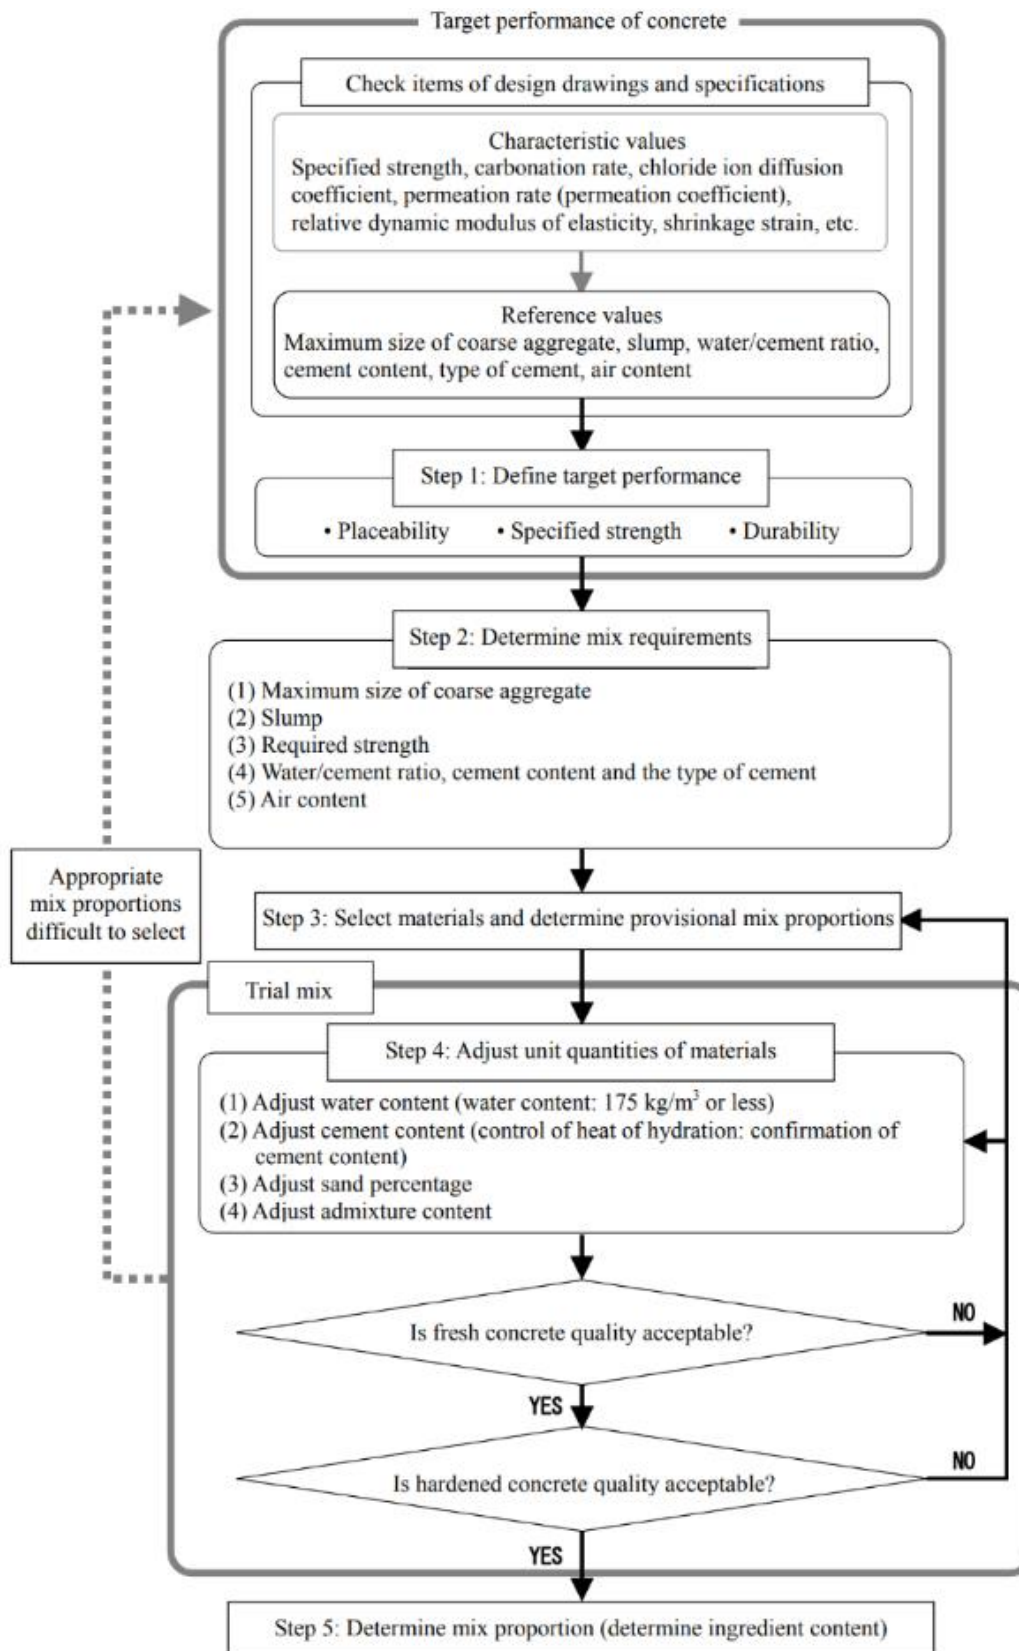 Target performance of concrete
Check items of design drawings and specifications
Characteristic values
Specified strength, carbonation rate, chloride ion diffusion
coefficient, permeation rate (permeation coefficient),
relative dynamic modulus of elasticity, shrinkage strain, etc.
Reference values
Maximum size of coarse aggregate, slump, water/cement ratio,
cement content, type of cement, air content
Step 1: Define target performance
• Placeability • Specified strength • Durability
Step 2: Determine mix requirements
(1) Maximum size of coarse aggregate
(2) Slump
(3) Required strength
(4) Water/cement ratio, cement content and the type of cement
(5) Air content
Appropriate
mix proportions
difficult to select
Step 3: Select materials and determine provisional mix proportions
Trial mix
Step 4: Adjust unit quantities of materials
(1) Adjust water content (water content: 175 kg/m³ or less)
(2) Adjust cement content (control of heat of hydration: confirmation of
cement content)
(3) Adjust sand percentage
(4) Adjust admixture content
Is fresh concrete quality acceptable?
NO
YES
Is hardened concrete quality acceptable?
NO
YES
Step 5: Determine mix proportion (determine ingredient content)